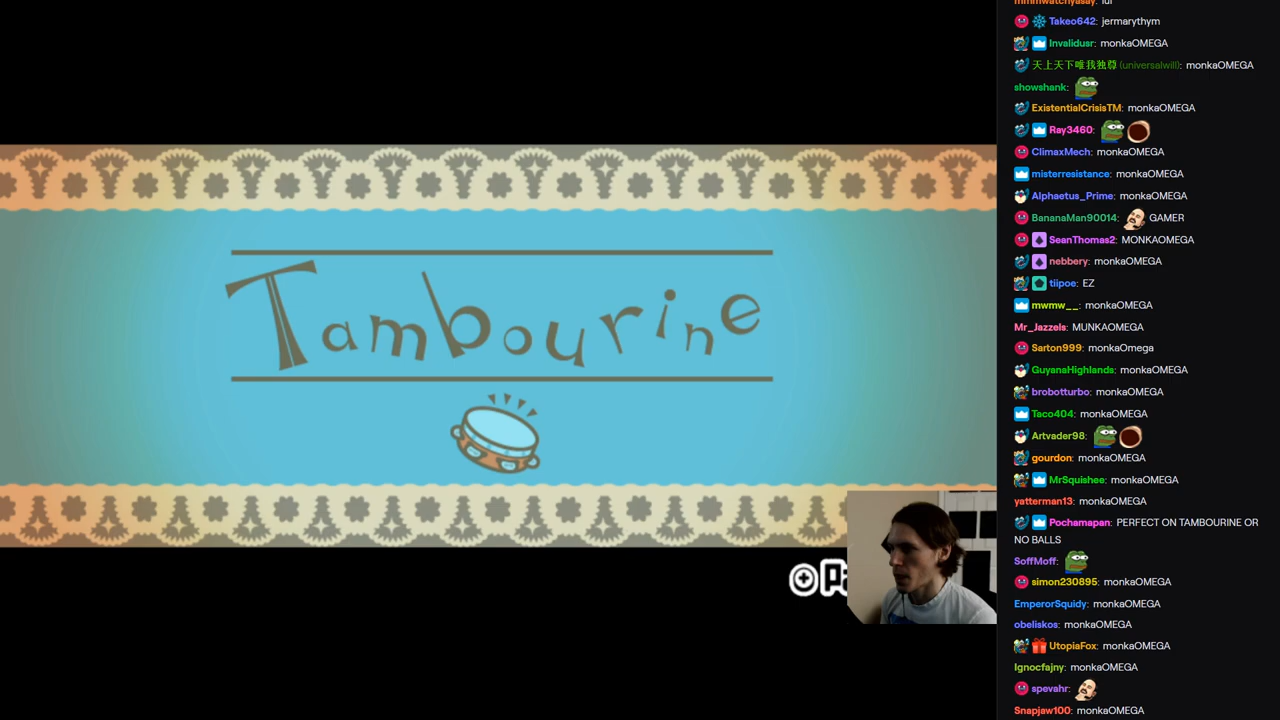 Tambourine
mmmwatchyasay: lul
Takeo642: jermarythym
Invalidusr: monkaOMEGA
天上天下唯我独尊 (universalwill): monkaOMEGA
showshank:
ExistentialCrisisTM: monkaOMEGA
Ray3460:
ClimaxMech: monkaOMEGA
misterresistance: monkaOMEGA
Alphaetus_Prime: monkaOMEGA
BananaMan90014: GAMER
SeanThomas2: MONKAOMEGA
nebbery: monkaOMEGA
tiipoe: EZ
mwmw__: monkaOMEGA
Mr_Jazzels: MUNKAOMEGA
Sarton999: monkaOmega
GuyanaHighlands: monkaOMEGA
brobotturbo: monkaOMEGA
Taco404: monkaOMEGA
Artvader98:
gourdon: monkaOMEGA
MrSquishee: monkaOMEGA
yatterman13: monkaOMEGA
Pochamapan: PERFECT ON TAMBOURINE OR
NO BALLS
SoffMoff:
simon230895: monkaOMEGA
EmperorSquidy: monkaOMEGA
obeliskos: monkaOMEGA
UtopiaFox: monkaOMEGA
Ignocfajny: monkaOMEGA
spevahr:
Snapjaw100: monkaOMEGA